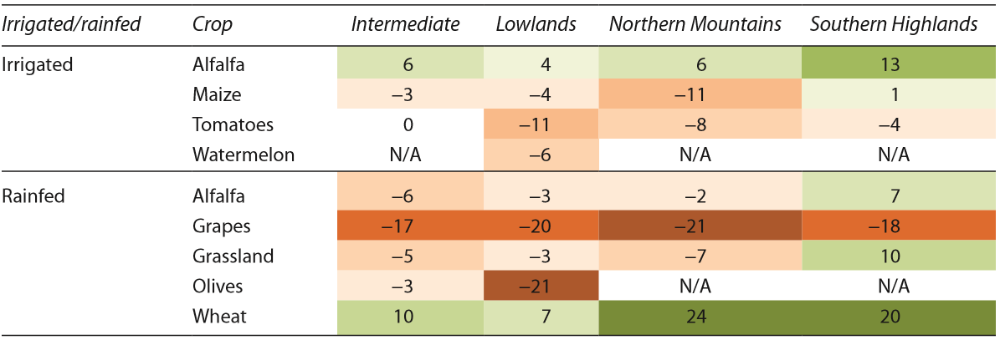 Irrigated/rainfed Crop Intermediate Lowlands Northern Mountains Southern Highlands
Irrigated Alfalfa 6 4 6 13
Maize −3 −4 −11 1
Tomatoes 0 −11 −8 −4
Watermelon N/A −6 N/A N/A
Rainfed Alfalfa −6 −3 −2 7
Grapes −17 −20 −21 −18
Grassland −5 −3 −7 10
Olives −3 −21 N/A N/A
Wheat 10 7 24 20